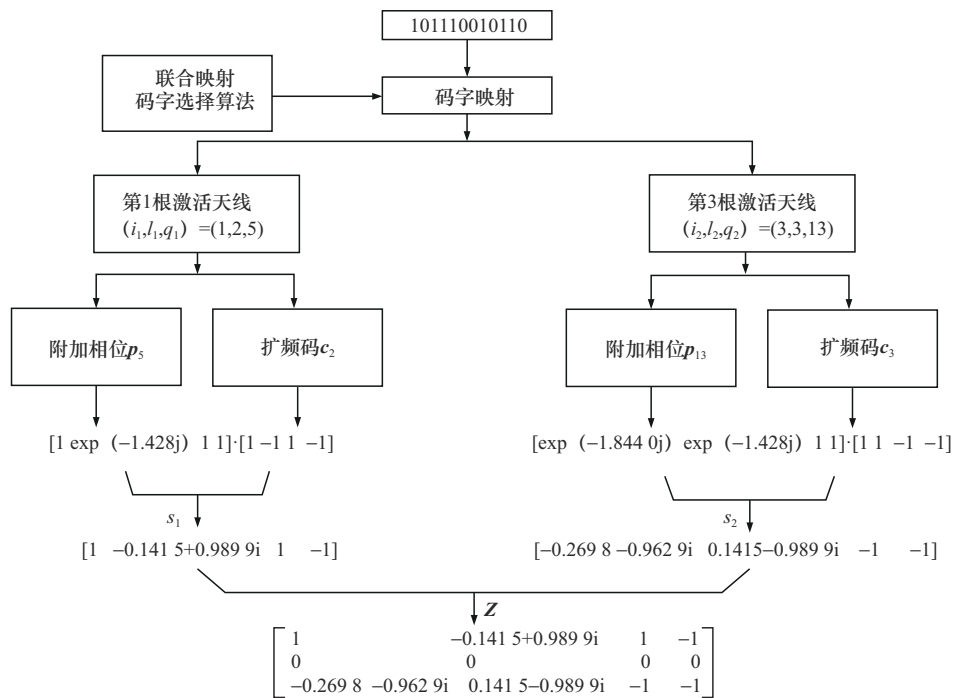 101110010110
联合映射
码字选择算法
码字映射
第1根激活天线
(i₁,l₁,q₁) =(1,2,5)
第3根激活天线
(i₂,l₂,q₂) =(3,3,13)
附加相位p₅
扩频码c₂
附加相位p₁₃
扩频码c₃
[1 exp (−1.428j) 1 1]·[1 −1 1 −1]
[exp (−1.844 0j) exp (−1.428j) 1 1]·[1 1 −1 −1]
s₁
s₂
[1 −0.141 5+0.989 9i 1 −1]
[−0.269 8 −0.962 9i 0.1415−0.989 9i −1 −1]
Z
1 −0.141 5+0.989 9i 1 −1
0 0 0 0
−0.269 8 −0.962 9i 0.141 5−0.989 9i −1 −1